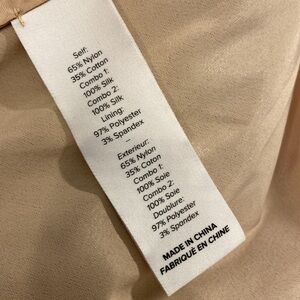 Self:
65% Nylon
35% Cotton
Combo 1:
100% Silk
Combo 2:
100% Silk
Lining:
97% Polyester
3% Spandex
–
Exterieur:
65% Nylon
35% Coton
Combo 1:
100% Soie
Combo 2:
100% Soie
Doublure:
97% Polyester
3% Spandex
MADE IN CHINA
FABRIQUÉ EN CHINE